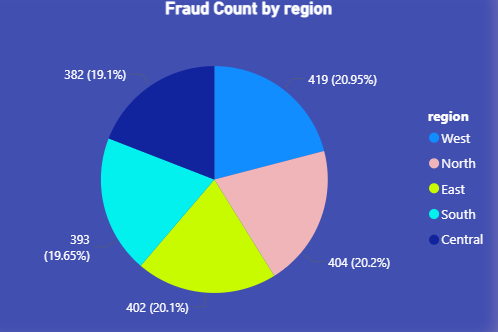 Fraud Count by region
382 (19.1%)
419 (20.95%)
393
(19.65%)
402 (20.1%)
404 (20.2%)
region
West
North
East
South
Central